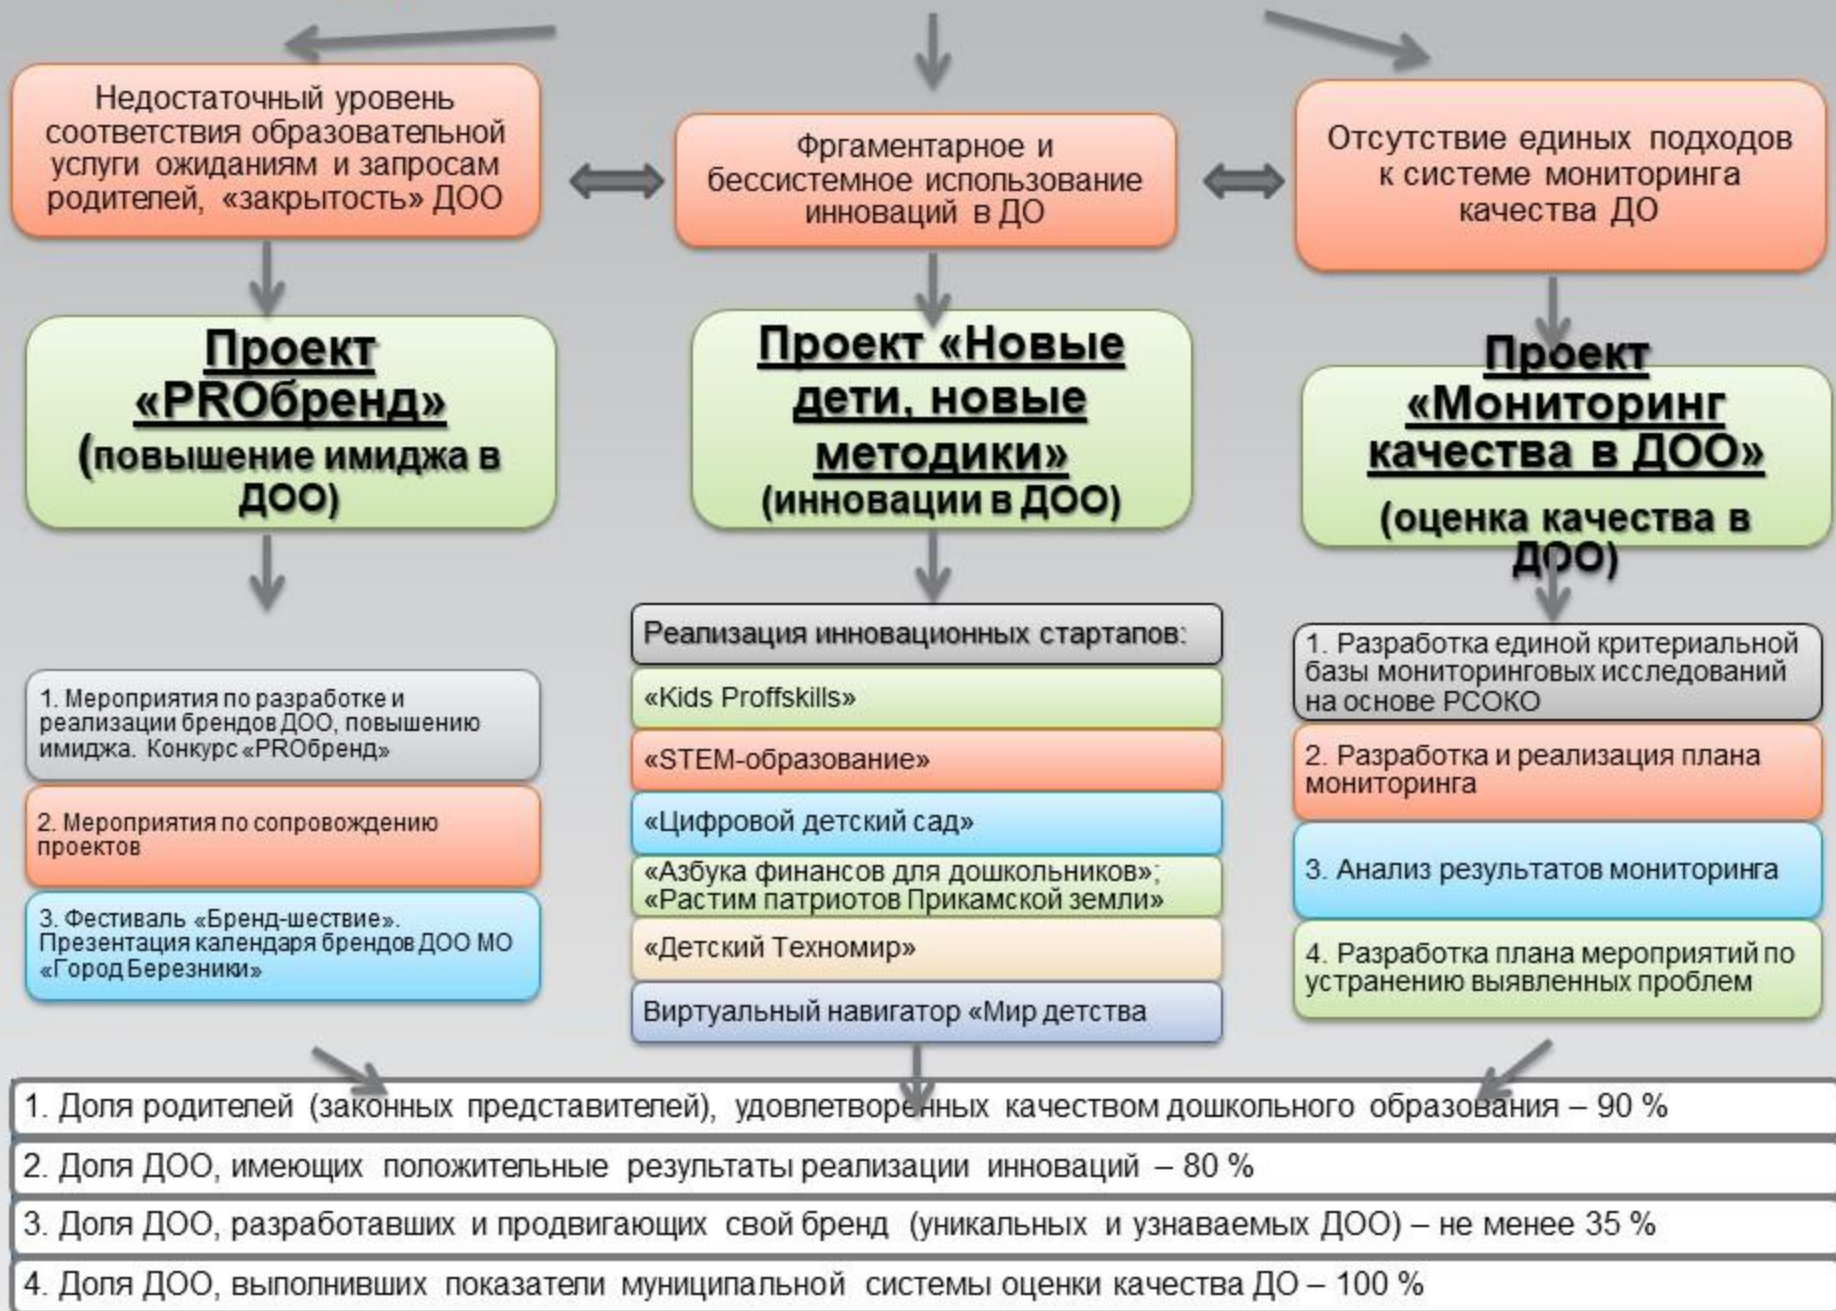 Недостаточный уровень
соответствия образовательной
услуги ожиданиям и запросам
родителей, «закрытость» ДОО
Фргаментарное и
бессистемное использование
инноваций в ДО
Отсутствие единых подходов
к системе мониторинга
качества ДО
Проект
«PROбренд»
(повышение имиджа в
ДОО)
Проект «Новые
дети, новые
методики»
(инновации в ДОО)
Проект
«Мониторинг
качества в ДОО»
(оценка качества в
ДОО)
1. Мероприятия по разработке и
реализации брендов ДОО, повышению
имиджа. Конкурс «PROбренд»
2. Мероприятия по сопровождению
проектов
3. Фестиваль «Бренд-шествие».
Презентация календаря брендов ДОО МО
«Город Березники»
Реализация инновационных стартапов:
«Kids Proffskills»
«STEM-образование»
«Цифровой детский сад»
«Азбука финансов для дошкольников»;
«Растим патриотов Прикамской земли»
«Детский Техномир»
Виртуальный навигатор «Мир детства
1. Разработка единой критериальной
базы мониторинговых исследований
на основе РСОКО
2. Разработка и реализация плана
мониторинга
3. Анализ результатов мониторинга
4. Разработка плана мероприятий по
устранению выявленных проблем
1. Доля родителей (законных представителей), удовлетворенных качеством дошкольного образования – 90 %
2. Доля ДОО, имеющих положительные результаты реализации инноваций – 80 %
3. Доля ДОО, разработавших и продвигающих свой бренд (уникальных и узнаваемых ДОО) – не менее 35 %
4. Доля ДОО, выполнивших показатели муниципальной системы оценки качества ДО – 100 %